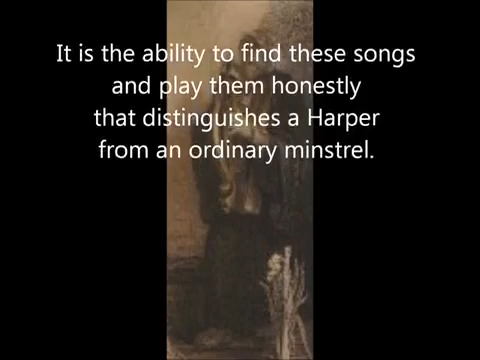 It is the ability to find these songs
and play them honestly
that distinguishes a Harper
from an ordinary minstrel.